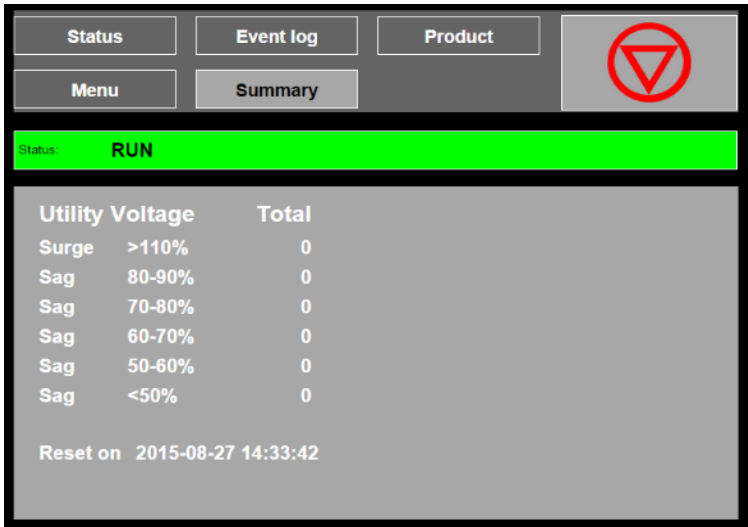 Status Event log Product
Menu Summary
Status: RUN
Utility Voltage Total
Surge >110% 0
Sag 80-90% 0
Sag 70-80% 0
Sag 60-70% 0
Sag 50-60% 0
Sag <50% 0
Reset on 2015-08-27 14:33:42